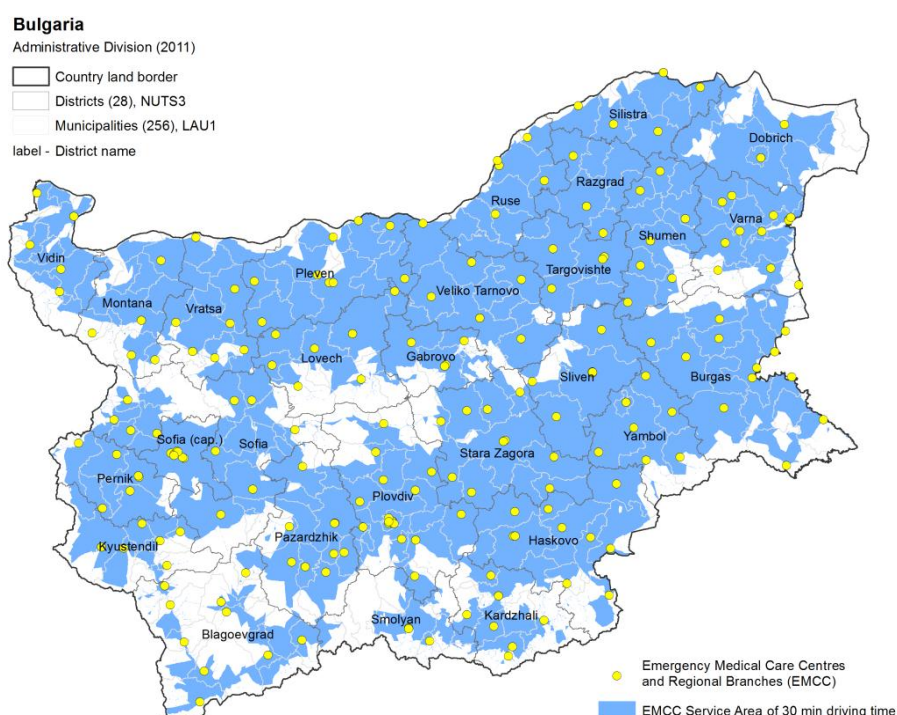 Bulgaria
Administrative Division (2011)
Country land border
Districts (28), NUTS3
Municipalities (256), LAU1
label - District name
Silistra
Dobrich
Razgrad
Ruse
Varna
Shumen
Vidin
Pleven
Targovishte
Montana
Vratsa
Veliko Tarnovo
Lovech
Gabrovo
Sliven
Burgas
Sofia (cap.)
Sofia
Yambol
Stara Zagora
Pernik
Plovdiv
Pazardzhik
Haskovo
Kyustendil
Smolyan
Kardzhali
Blagoevgrad
Emergency Medical Care Centres
and Regional Branches (EMCC)
EMCC Service Area of 30 min driving time